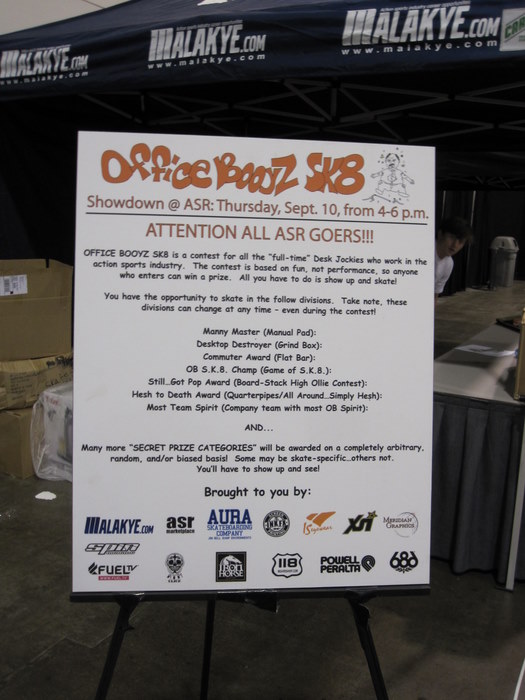 MALAKYE.COM
MALAKYE.COM
www.malakye.com
MALAKYE.COM
www.malakye.com
Office BooyZ SK8
Showdown @ ASR: Thursday, Sept. 10, from 4-6 p.m.
ATTENTION ALL ASR GOERS!!!
OFFICE BOOYZ SK8 is a contest for all the "full-time" Desk Jockies who work in the
action sports industry. The contest is based on fun, not performance, so anyone
who enters can win a prize. All you have to do is show up and skate!
You have the opportunity to skate in the follow divisions. Take note, these
divisions can change at any time - even during the contest!
Manny Master (Manual Pad):
Desktop Destroyer (Grind Box):
Commuter Award (Flat Bar):
OB S.K.B. Champ (Game of S.K.B.):
Still..Got Pop Award (Board-Stack High Ollie Contest):
Hesh to Death Award (Quarterpipes/All Around..Simply Hesh):
Most Team Spirit (Company team with most OB Spirit):
AND...
Many more "SECRET PRIZE CATEGORIES" will be awarded on a completely arbitrary,
random, and/or biased basis! Some may be skate-specific..others not.
You'll have to show up and see!
Brought to you by:
MALAKYE.COM asr marketplace AURA SKATEBOARDING COMPANY MERIDIAN GRAPHICS
FUELTV IRON HORSE 118 POWELL PERALTA 686